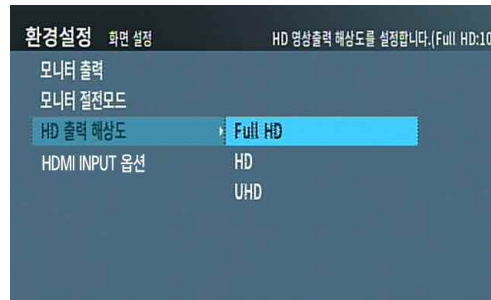 환경설정 화면 설정
HD 영상출력 해상도를 설정합니다.(Full HD:10
모니터 출력
모니터 절전모드
HD 출력 해상도
Full HD
HDMI INPUT 옵션
HD
UHD